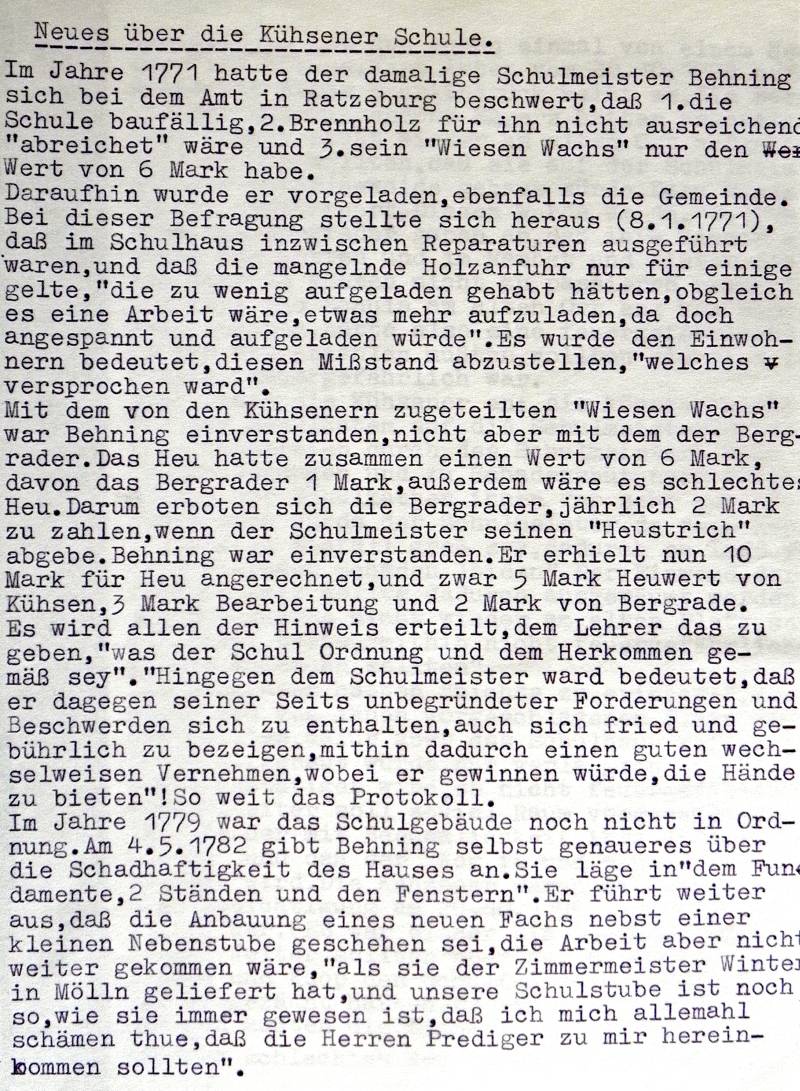 Neues über die Kühsener Schule.
Im Jahre 1771 hatte der damalige Schulmeister Behning
sich bei dem Amt in Ratzeburg beschwert,daß 1.die
Schule baufällig,2.Brennholz für ihn nicht ausreichend
"abreichet" wäre und 3.sein "Wiesen Wachs" nur den Wer
Wert von 6 Mark habe.
Daraufhin wurde er vorgeladen,ebenfalls die Gemeinde.
Bei dieser Befragung stellte sich heraus (8.1.1771),
daß im Schulhaus inzwischen Reparaturen ausgeführt
waren,und daß die mangelnde Holzanfuhr nur für einige
gelte,"die zu wenig aufgeladen gehabt hätten,obgleich
es eine Arbeit wäre,etwas mehr aufzuladen,da doch
angespannt und aufgeladen würde".Es wurde den Einwoh-
nern bedeutet,diesen Mißstand abzustellen,"welches v
versprochen ward".
Mit dem von den Kühsenern zugeteilten "Wiesen Wachs"
war Behning einverstanden,nicht aber mit dem der Berg-
rader.Das Heu hatte zusammen einen Wert von 6 Mark,
davon das Bergrader 1 Mark,außerdem wäre es schlechtes
Heu.Darum erboten sich die Bergrader,jährlich 2 Mark
zu zahlen,wenn der Schulmeister seinen "Heustrich"
abgebe.Behning war einverstanden.Er erhielt nun 10
Mark für Heu angerechnet,und zwar 5 Mark Heuwert von
Kühsen,3 Mark Bearbeitung und 2 Mark von Bergrade.
Es wird allen der Hinweis erteilt,dem Lehrer das zu
geben,"was der Schul Ordnung und dem Herkommen ge-
mäß sey"."Hingegen dem Schulmeister ward bedeutet,daß
er dagegen seiner Seits unbegründeter Forderungen und
Beschwerden sich zu enthalten,auch sich fried und ge-
bührlich zu bezeigen,mithin dadurch einen guten wech-
selweisen Vernehmen,wobei er gewinnen würde,die Hände
zu bieten"!So weit das Protokoll.
Im Jahre 1779 war das Schulgebäude noch nicht in Ord-
nung.Am 4.5.1782 gibt Behning selbst genaueres über
die Schadhaftigkeit des Hauses an.Sie läge in"dem Fun-
damente,2 Ständen und den Fenstern".Er führt weiter
aus,daß die Anbauung eines neuen Fachs nebst einer
kleinen Nebenstube geschehen sei,die Arbeit aber nicht
weiter gekommen wäre,"als sie der Zimmermeister Winter
in Mölln geliefert hat,und unsere Schulstube ist noch
so,wie sie immer gewesen ist,daß ich mich allemahl
schämen thue,daß die Herren Prediger zu mir herein-
kommen sollten".